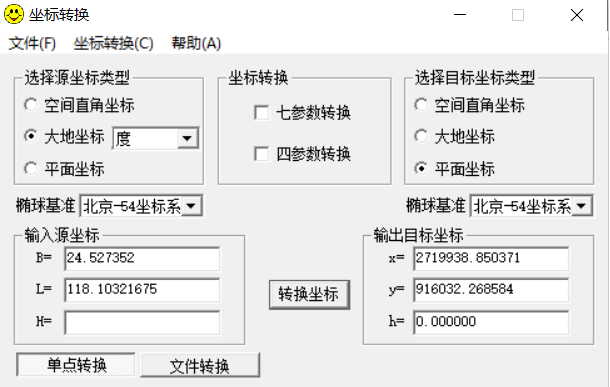 坐标转换
文件(F) 坐标转换(C) 帮助(A)
选择源坐标类型
空间直角坐标
大地坐标 度
平面坐标
坐标转换
七参数转换
四参数转换
选择目标坐标类型
空间直角坐标
大地坐标
平面坐标
椭球基准 北京-54坐标系
椭球基准 北京-54坐标系
输入源坐标
B= 24.527352
L= 118.10321675
H=
转换坐标
输出目标坐标
x= 2719938.850371
y= 916032.268584
h= 0.000000
单点转换 文件转换